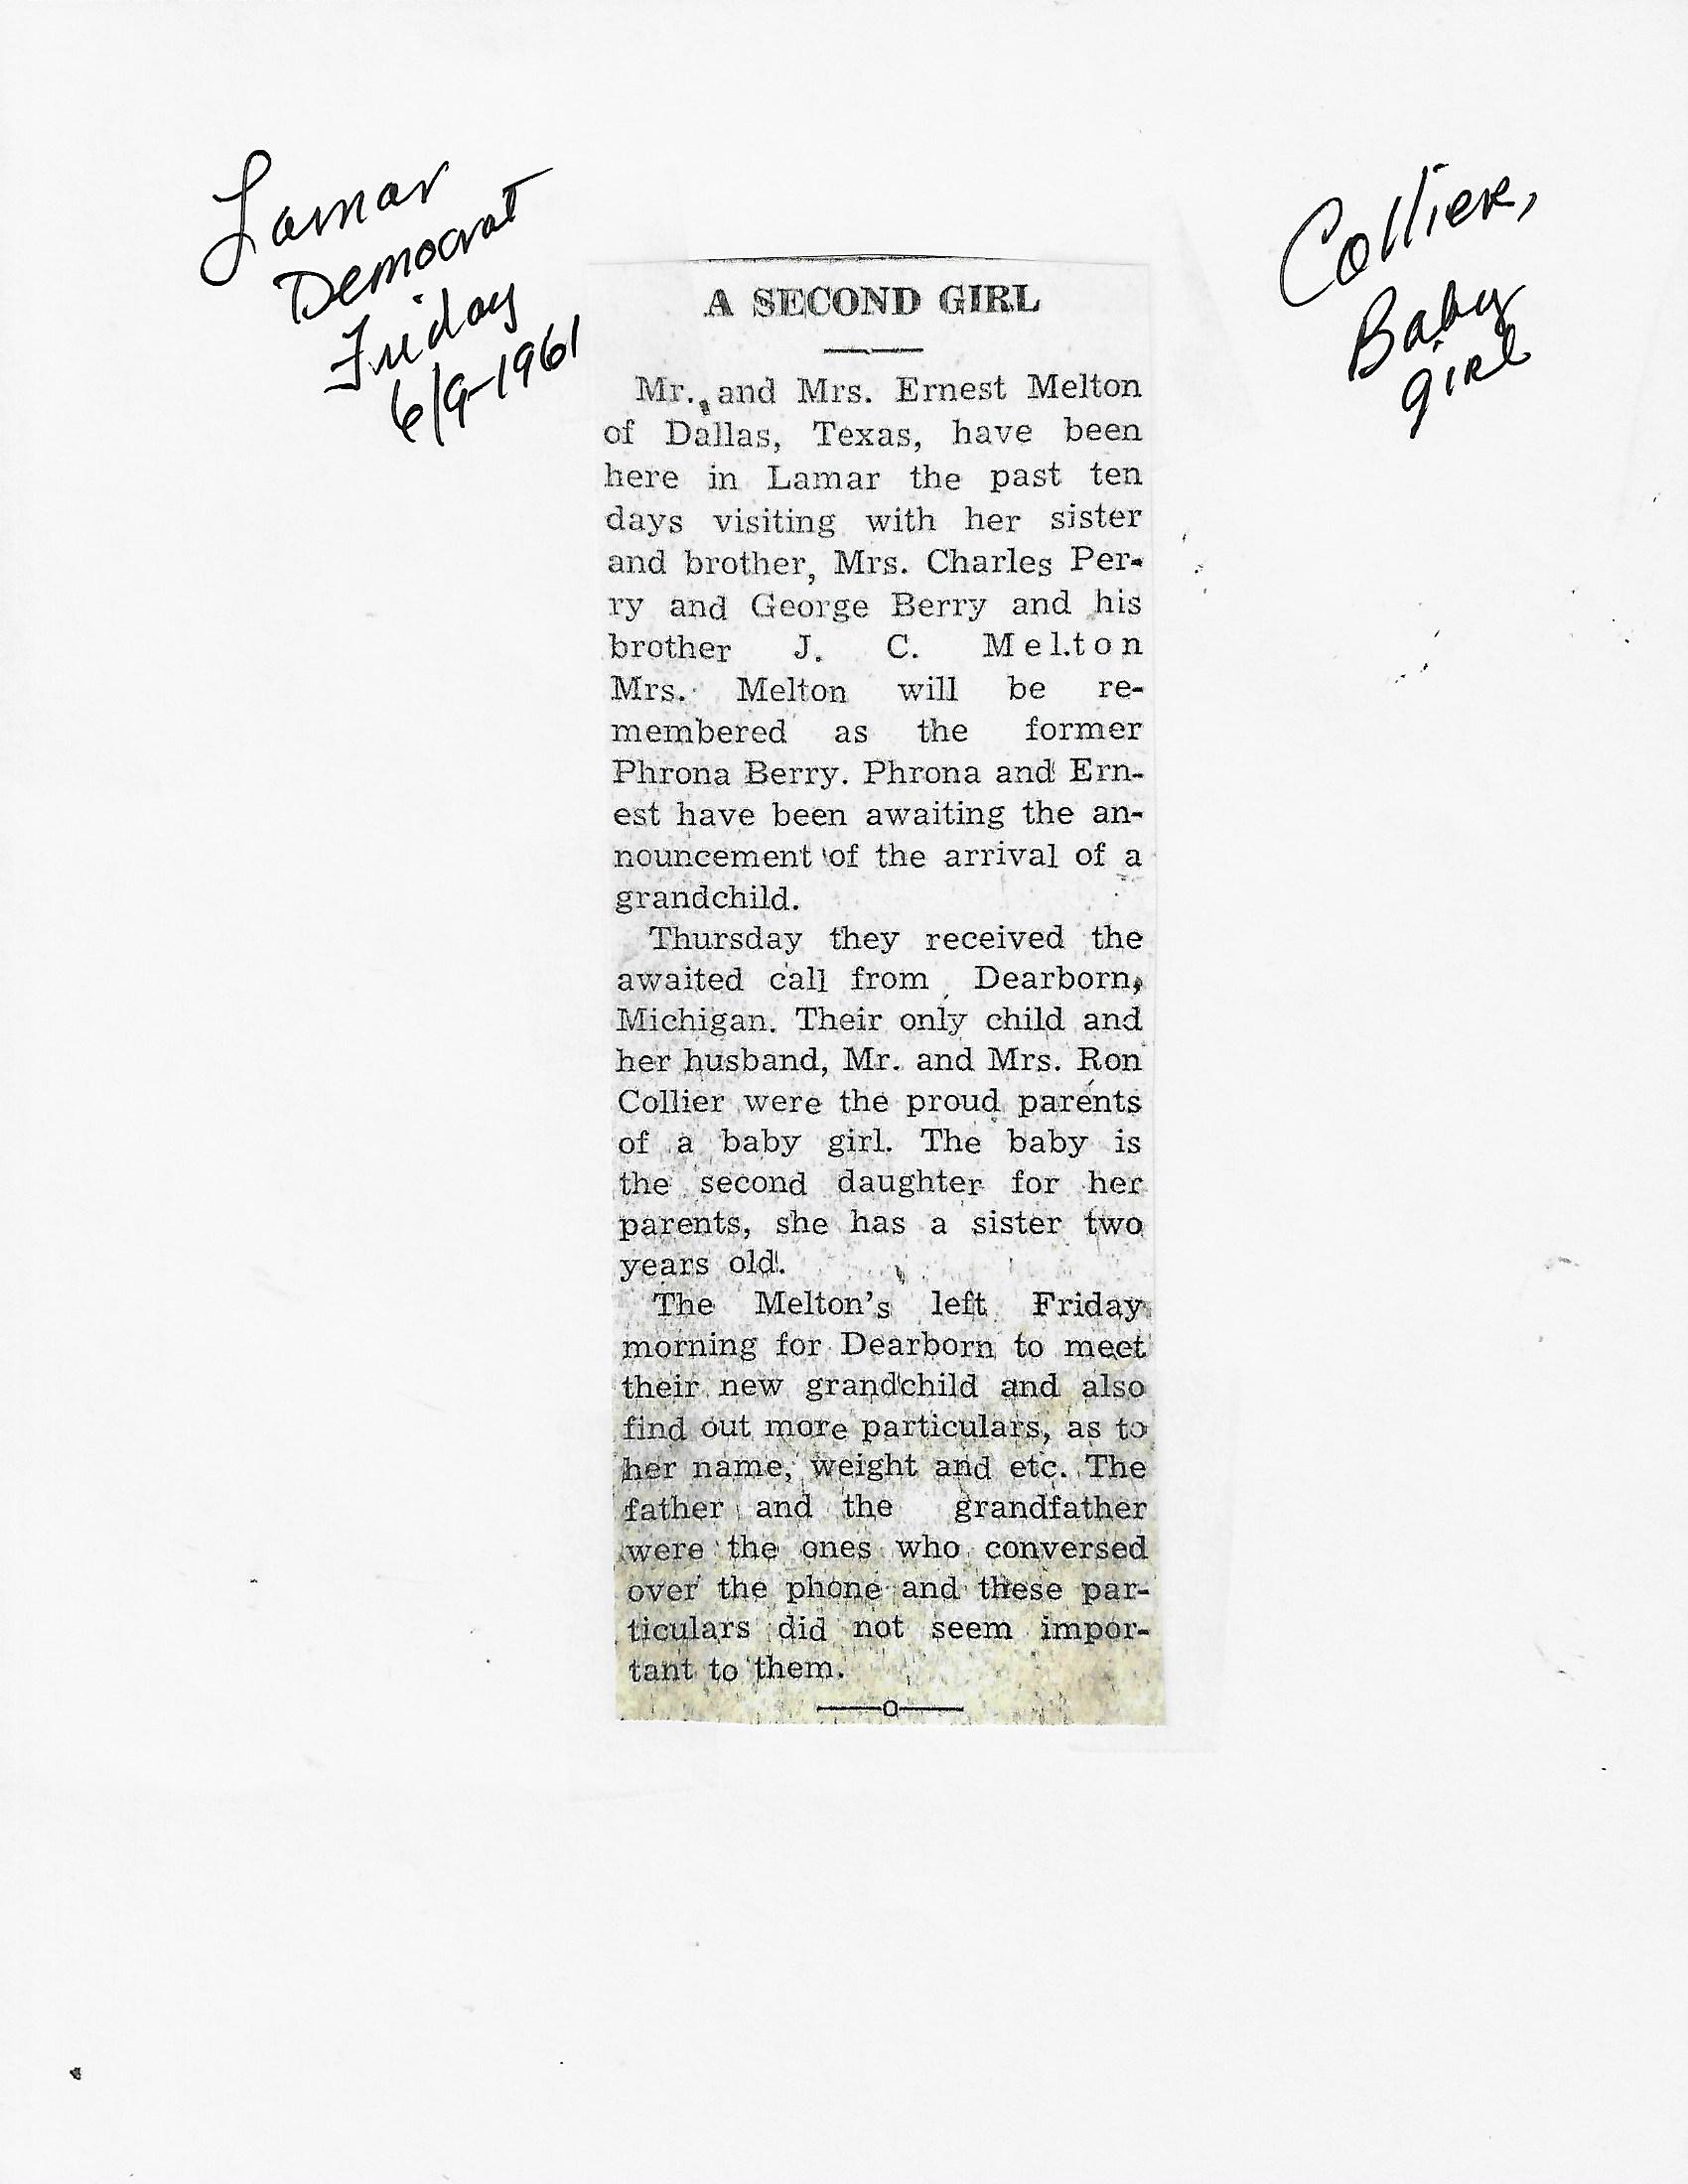 Lamar
Democrat
Friday
6/9-1961
Collier,
Baby
girl
A SECOND GIRL
Mr. and Mrs. Ernest Melton
of Dallas, Texas, have been
here in Lamar the past ten
days visiting with her sister
and brother, Mrs. Charles Per-
ry and George Berry and his
brother J. C. Melton
Mrs. Melton will be re-
membered as the former
Phrona Berry. Phrona and Ern-
est have been awaiting the an-
nouncement of the arrival of a
grandchild.
Thursday they received the
awaited call from Dearborn,
Michigan. Their only child and
her husband, Mr. and Mrs. Ron
Collier were the proud parents
of a baby girl. The baby is
the second daughter for her
parents, she has a sister two
years old.
The Melton's left Friday
morning for Dearborn to meet
their new grandchild and also
find out more particulars, as to
her name, weight and etc. The
father and the grandfather
were the ones who conversed
over the phone and these par-
ticulars did not seem impor-
tant to them.
—o—